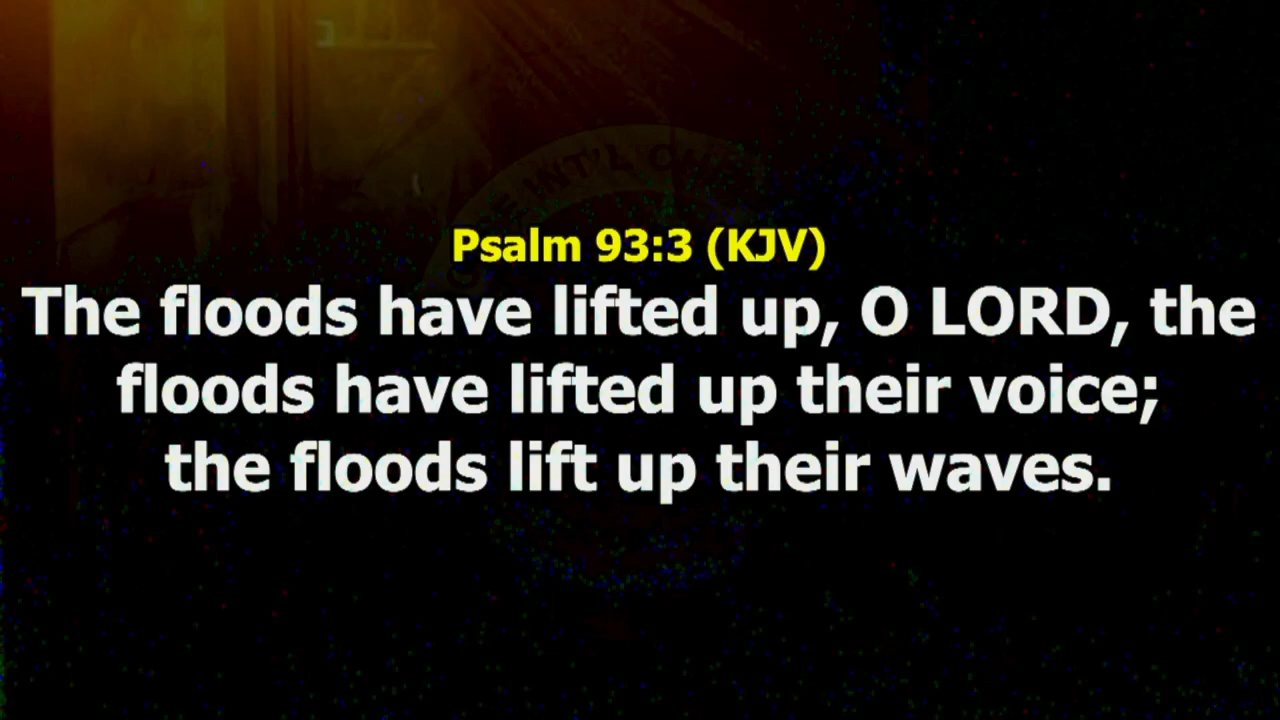 INT'L
Psalm 93:3 (KJV)
The floods have lifted up, O LORD, the
floods have lifted up their voice;
the floods lift up their waves.